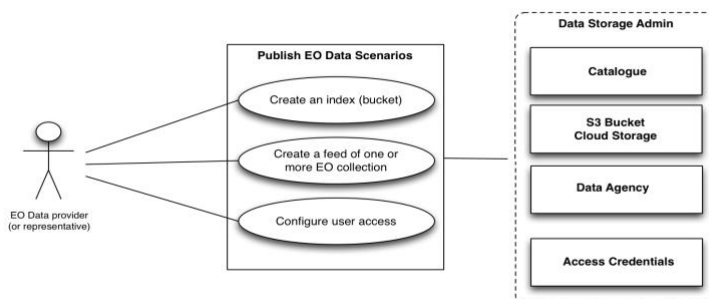 Data Storage Admin
Publish EO Data Scenarios
Catalogue
Create an index (bucket)
S3 Bucket
Cloud Storage
Create a feed of one or
more EO collection
Data Agency
EO Data provider
(or representative)
Configure user access
Access Credentials